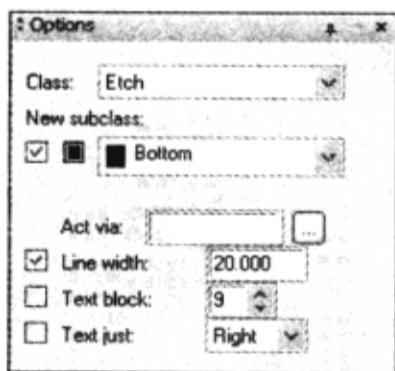 Options
Class: Etch
New subclass:
Bottom
Act via: ...
Line width: 20.000
Text block: 9
Text just: Right